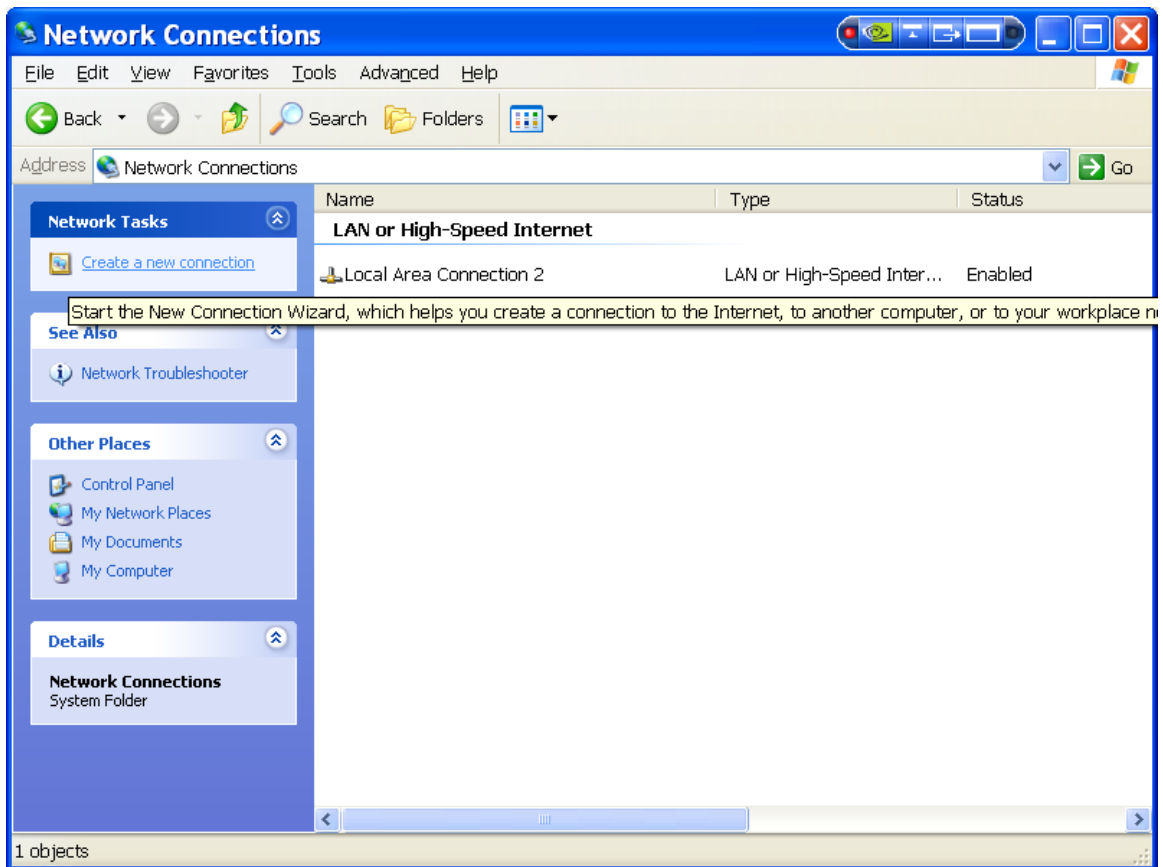 Network Connections
File Edit View Favorites Tools Advanced Help
Back Search Folders
Address Network Connections Go
Name Type Status
Network Tasks
LAN or High-Speed Internet
Create a new connection
Local Area Connection 2 LAN or High-Speed Inter... Enabled
Start the New Connection Wizard, which helps you create a connection to the Internet, to another computer, or to your workplace
See Also
Network Troubleshooter
Other Places
Control Panel
My Network Places
My Documents
My Computer
Details
Network Connections
System Folder
1 objects